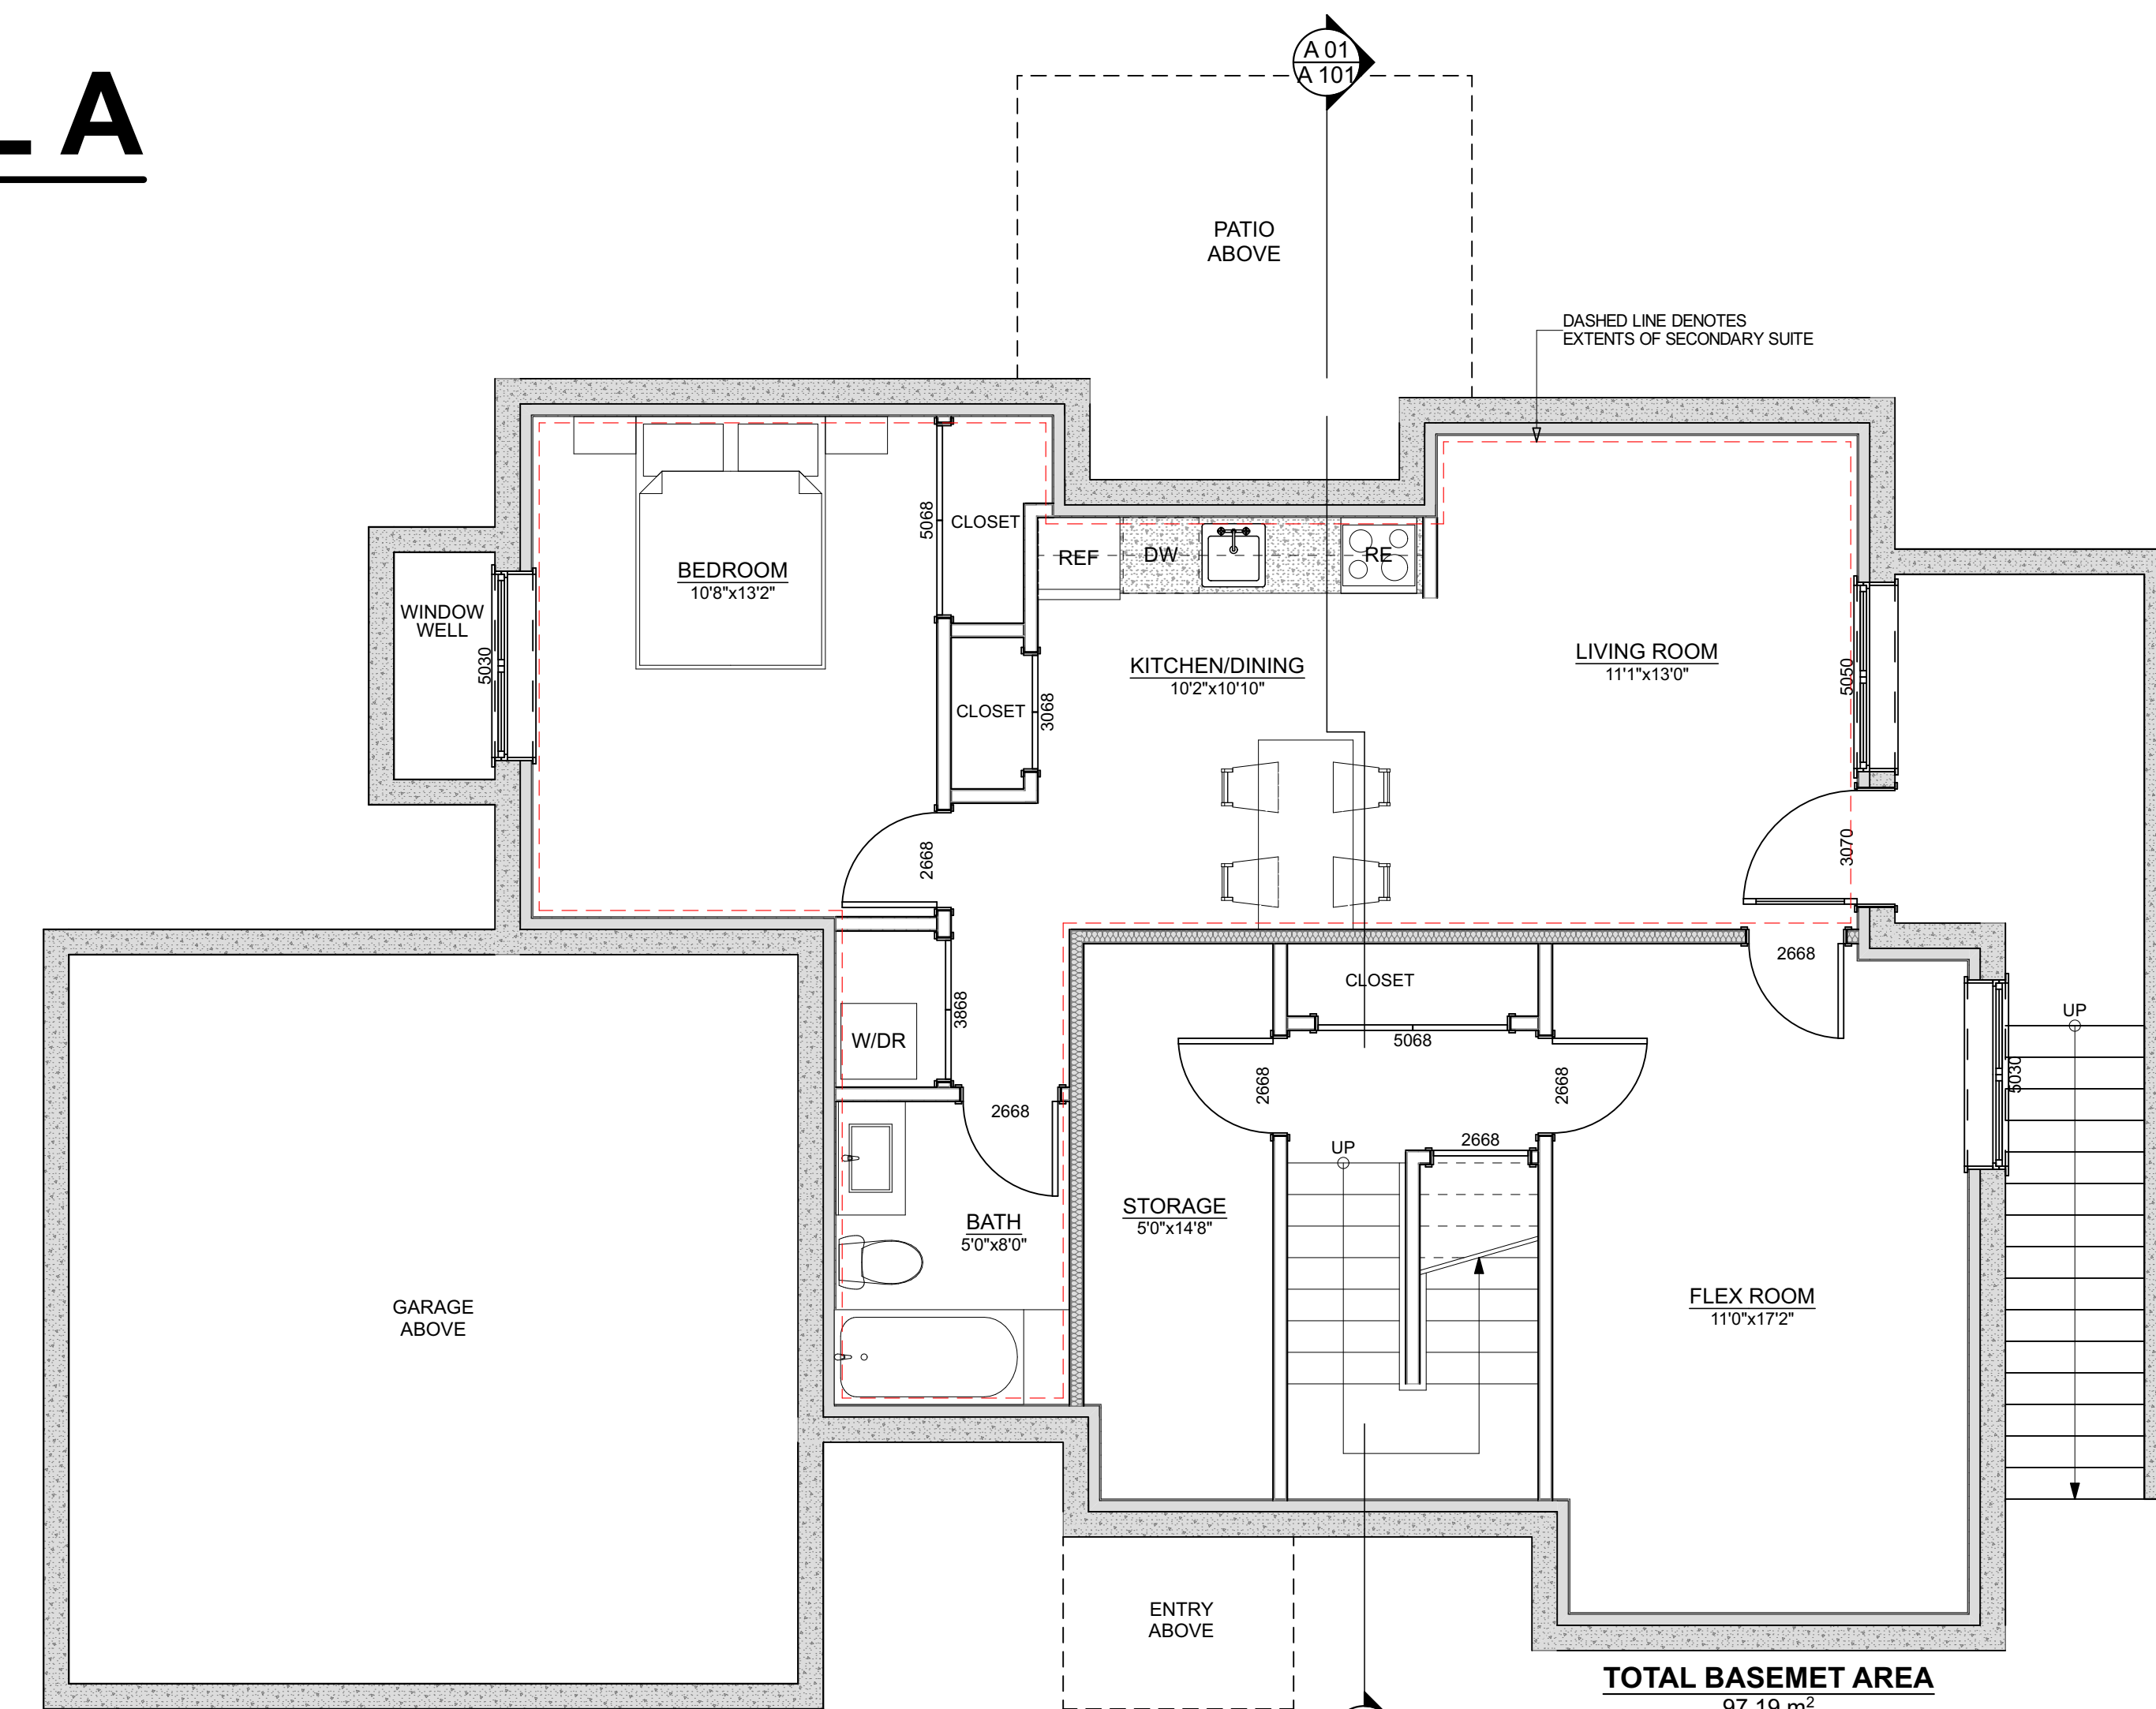 L A
A 01
A 101
PATIO
ABOVE
DASHED LINE DENOTES
EXTENTS OF SECONDARY SUITE
5068
CLOSET
REF
DW
RE
BEDROOM
10'8"x13'2"
WINDOW
WELL
5030
KITCHEN/DINING
10'2"x10'10"
LIVING ROOM
11'1"x13'0"
5050
CLOSET
3068
2668
3070
CLOSET
2668
3868
W/DR
5068
UP
5030
2668
2668
2668
2668
UP
STORAGE
5'0"x14'8"
BATH
5'0"x8'0"
GARAGE
ABOVE
FLEX ROOM
11'0"x17'2"
ENTRY
ABOVE
TOTAL BASEMET AREA
97.19 m²